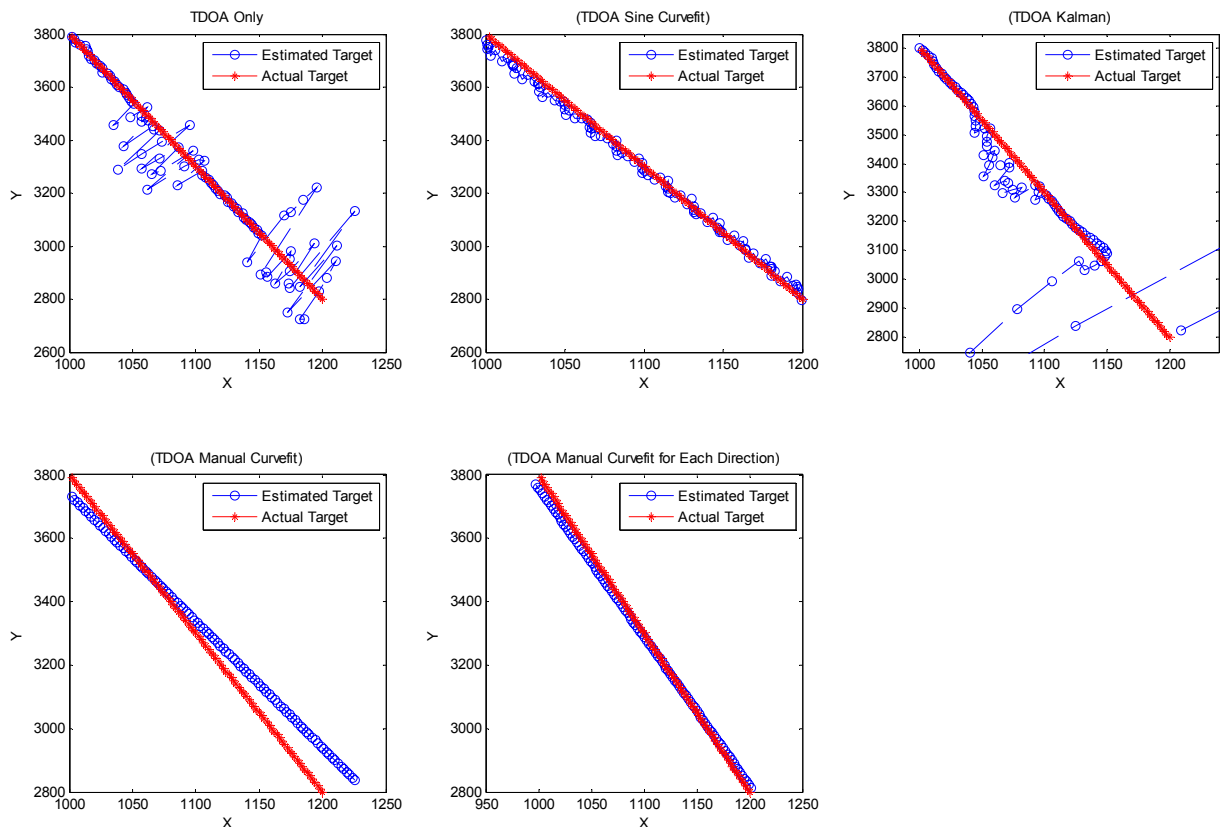 TDOA Only
3800
3600
3400
3200
3000
2800
2600
1000 1050 1100 1150 1200 1250
X
Y
Estimated Target
Actual Target
(TDOA Sine Curvefit)
3800
3600
3400
3200
3000
2800
2600
1000 1050 1100 1150 1200
X
Y
Estimated Target
Actual Target
(TDOA Kalman)
3800
3700
3600
3500
3400
3300
3200
3100
3000
2900
2800
1000 1050 1100 1150 1200
X
Y
Estimated Target
Actual Target
(TDOA Manual Curvefit)
3800
3600
3400
3200
3000
2800
1000 1050 1100 1150 1200 1250
X
Y
Estimated Target
Actual Target
(TDOA Manual Curvefit for Each Direction)
3800
3600
3400
3200
3000
2800
950 1000 1050 1100 1150 1200 1250
X
Y
Estimated Target
Actual Target